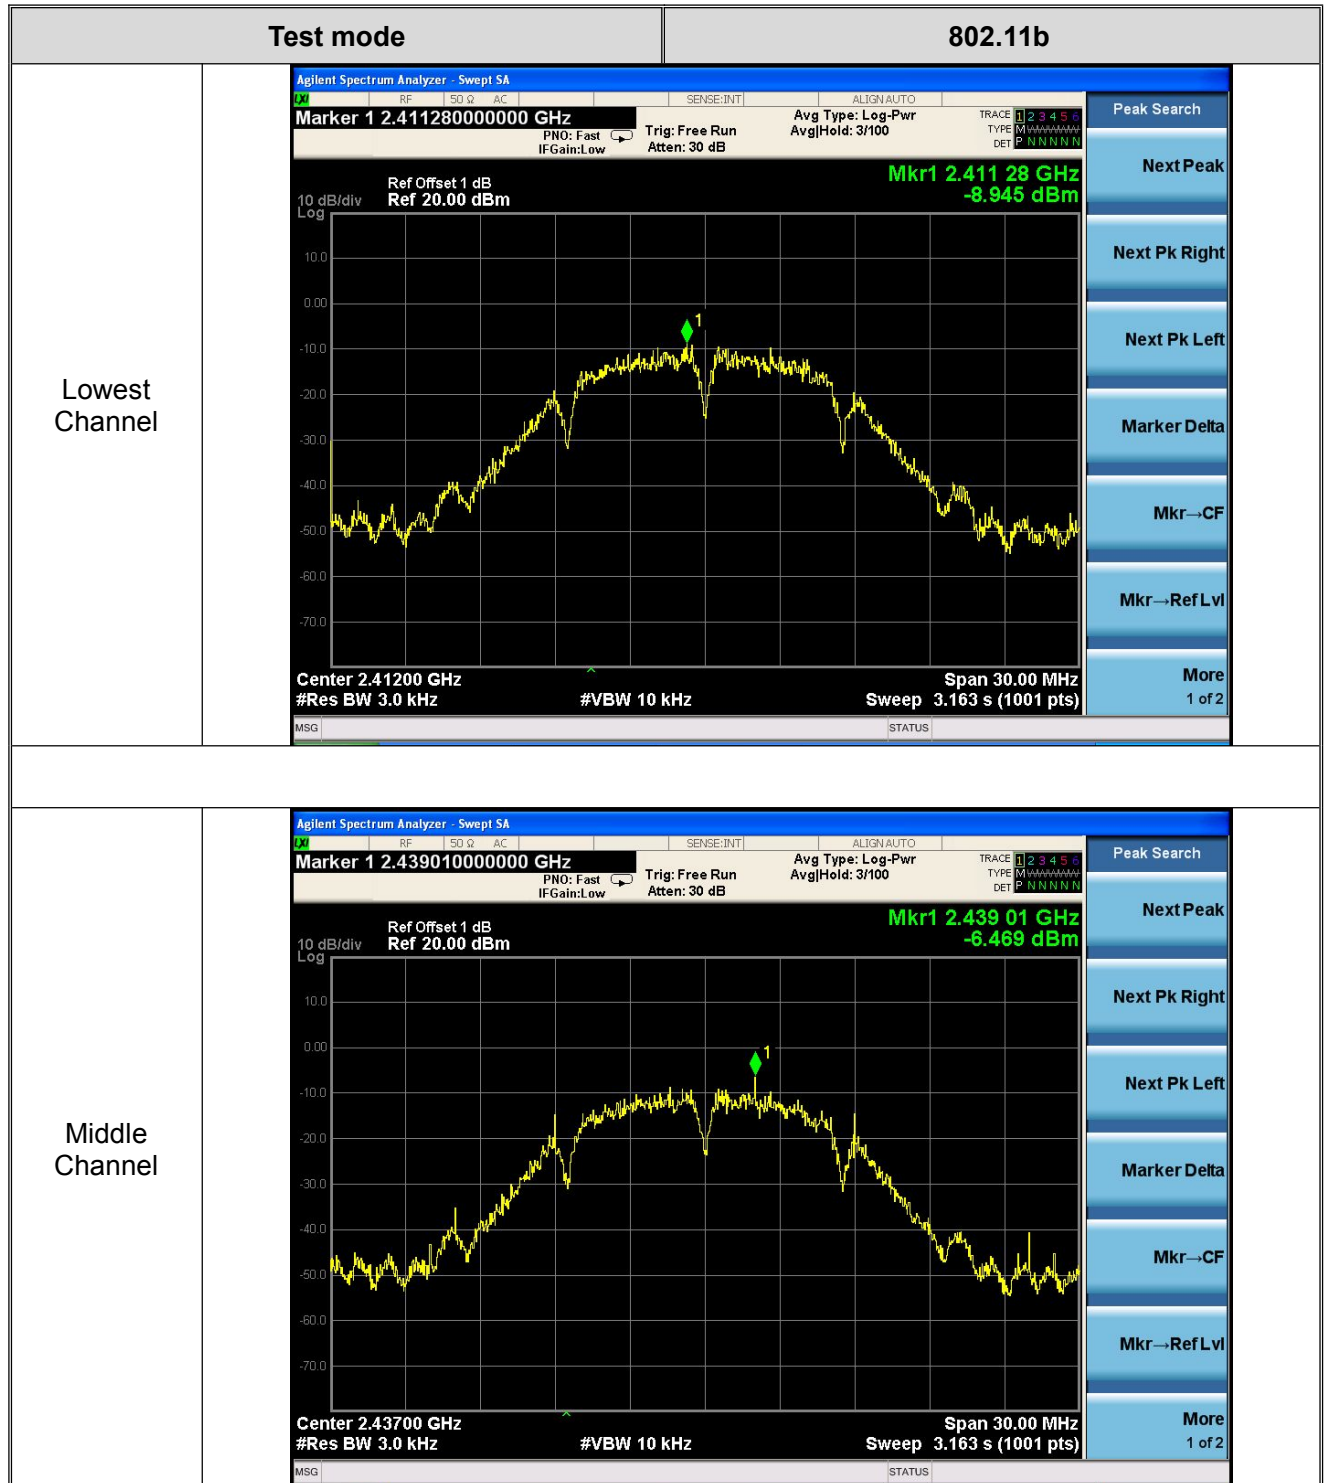 Test mode 802.11b
Lowest
Channel
Agilent Spectrum Analyzer - Swept SA
LXI RF 50 Ω AC SENSE:INT ALIGN AUTO
Marker 1 2.411280000000 GHz
PNO: Fast
IFGain:Low
Trig: Free Run
Atten: 30 dB
Avg Type: Log-Pwr
Avg|Hold: 3/100
TRACE 1 2 3 4 5 6
TYPE M WWWWW
DET P N N N N N
Mkr1 2.411 28 GHz
-8.945 dBm
Ref Offset 1 dB
10 dB/div Ref 20.00 dBm
Log
10.0
0.00
-10.0
-20.0
-30.0
-40.0
-50.0
-60.0
-70.0
1
Center 2.41200 GHz Span 30.00 MHz
#Res BW 3.0 kHz #VBW 10 kHz Sweep 3.163 s (1001 pts)
MSG STATUS
Peak Search
Next Peak
Next Pk Right
Next Pk Left
Marker Delta
Mkr→CF
Mkr→Ref Lvl
More
1 of 2
Middle
Channel
Agilent Spectrum Analyzer - Swept SA
LXI RF 50 Ω AC SENSE:INT ALIGN AUTO
Marker 1 2.439010000000 GHz
PNO: Fast
IFGain:Low
Trig: Free Run
Atten: 30 dB
Avg Type: Log-Pwr
Avg|Hold: 3/100
TRACE 1 2 3 4 5 6
TYPE M WWWWW
DET P N N N N N
Mkr1 2.439 01 GHz
-6.469 dBm
Ref Offset 1 dB
10 dB/div Ref 20.00 dBm
Log
10.0
0.00
-10.0
-20.0
-30.0
-40.0
-50.0
-60.0
-70.0
1
Center 2.43700 GHz Span 30.00 MHz
#Res BW 3.0 kHz #VBW 10 kHz Sweep 3.163 s (1001 pts)
MSG STATUS
Peak Search
Next Peak
Next Pk Right
Next Pk Left
Marker Delta
Mkr→CF
Mkr→Ref Lvl
More
1 of 2